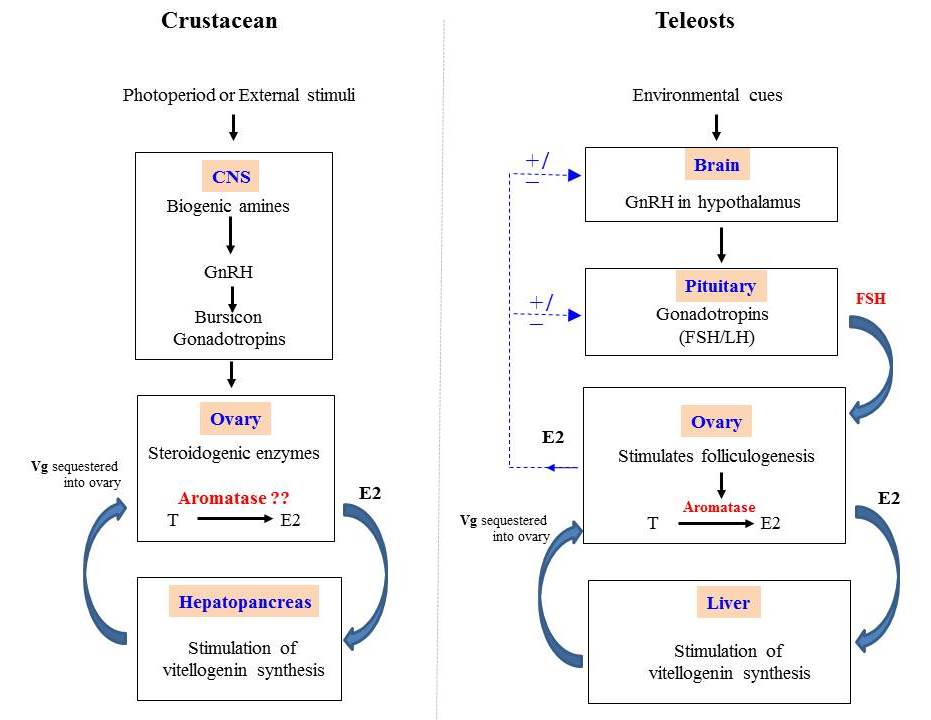 Crustacean
Photoperiod or External stimuli
CNS
Biogenic amines
GnRH
Bursicon
Gonadotropins
Ovary
Steroidogenic enzymes
Aromatase ??
T E2
Vg sequestered
into ovary
E2
Hepatopancreas
Stimulation of
vitellogenin synthesis
Teleosts
Environmental cues
+/
−
Brain
GnRH in hypothalamus
+/
−
Pituitary
Gonadotropins
(FSH/LH)
FSH
E2
Ovary
Stimulates folliculogenesis
Aromatase
T E2
Vg sequestered
into ovary
E2
Liver
Stimulation of
vitellogenin synthesis